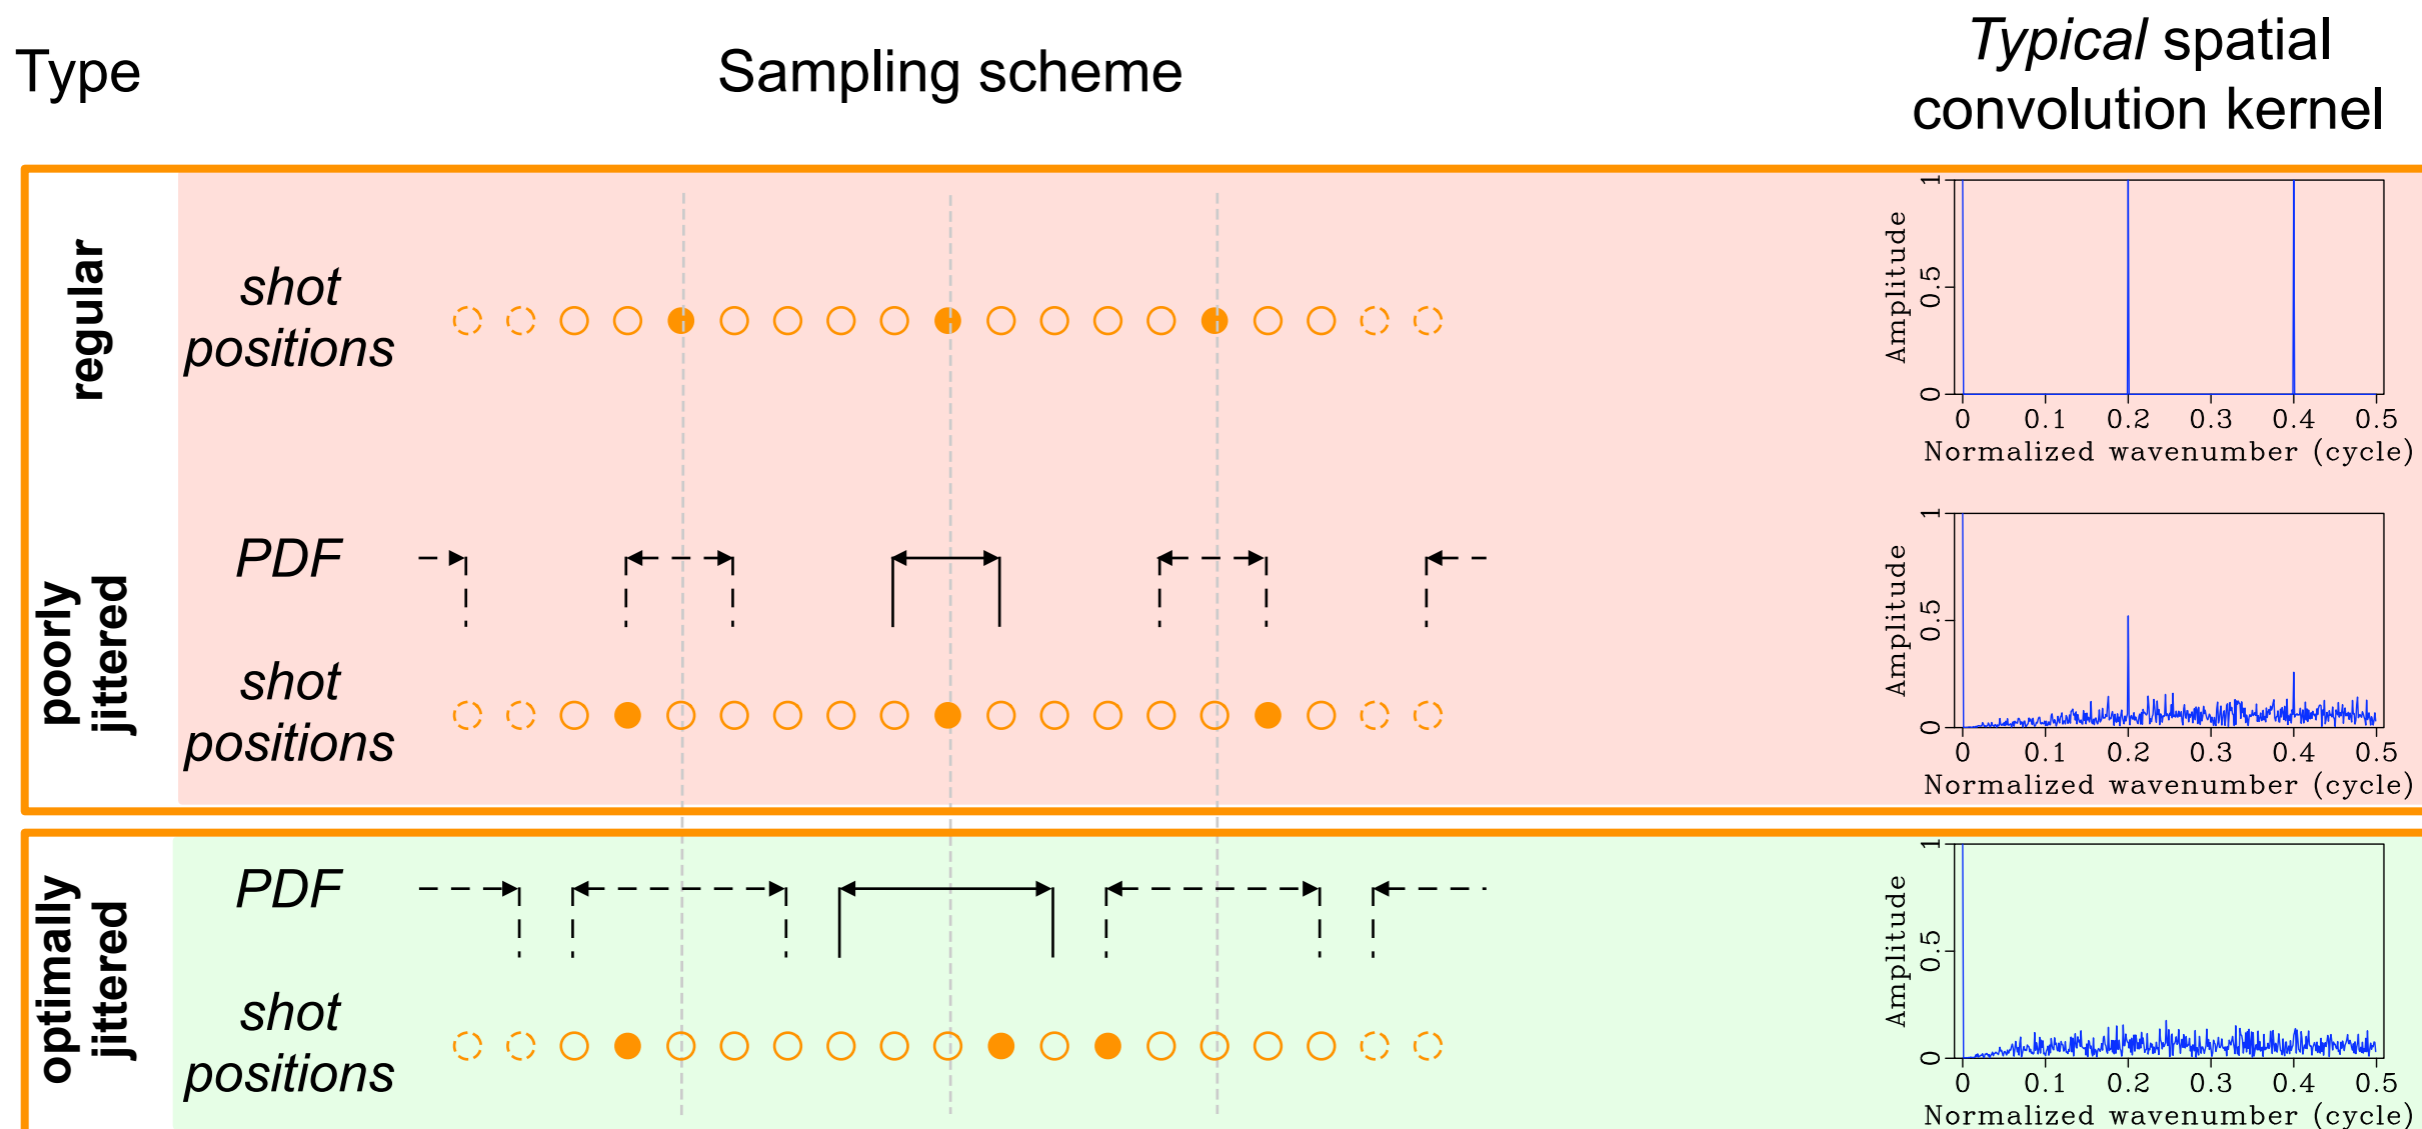 Type
Sampling scheme
Typical spatial
convolution kernel
regular
shot
positions
Amplitude
1
0.5
0
0 0.1 0.2 0.3 0.4 0.5
Normalized wavenumber (cycle)
poorly
jittered
PDF
shot
positions
Amplitude
1
0.5
0
0 0.1 0.2 0.3 0.4 0.5
Normalized wavenumber (cycle)
optimally
jittered
PDF
shot
positions
Amplitude
1
0.5
0
0 0.1 0.2 0.3 0.4 0.5
Normalized wavenumber (cycle)